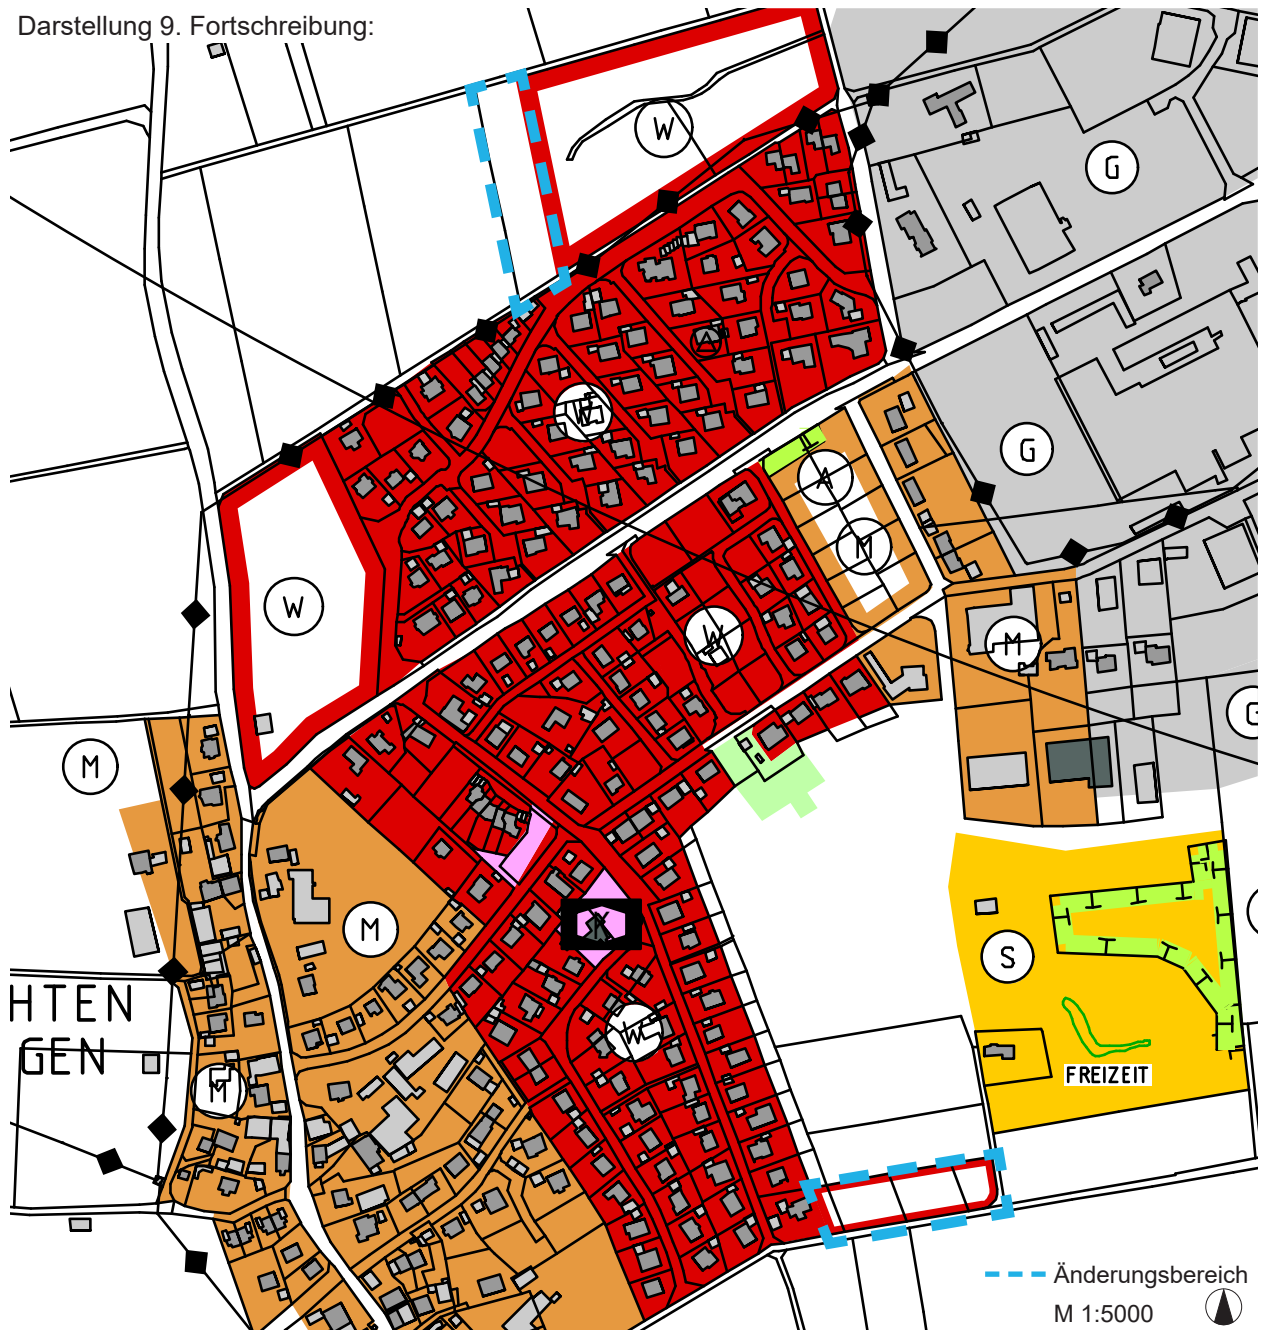 Darstellung 9. Fortschreibung:
W
G
A
W
G
A
M
W
W
M
M
G
M
K
M
S
HTEN
GEN
W
FREIZEIT
M
Änderungsbereich
M 1:5000